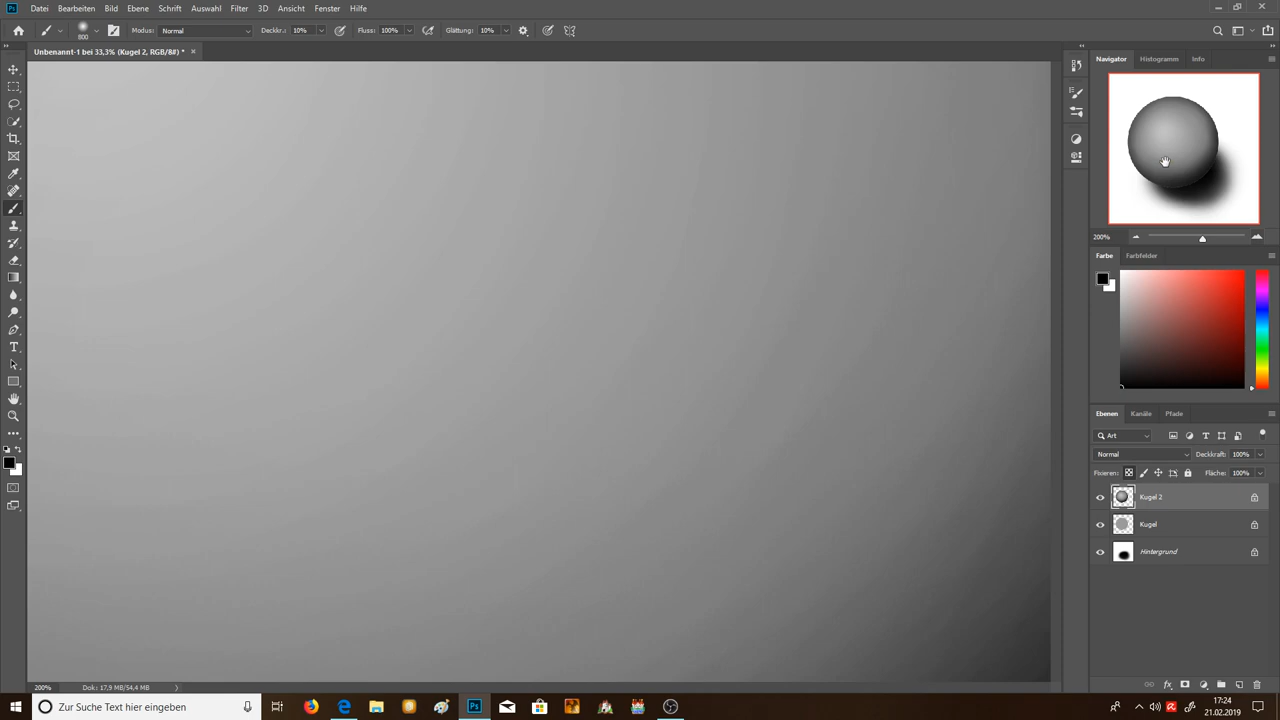 Ps Datei Bearbeiten Bild Ebene Schrift Auswahl Filter 3D Ansicht Fenster Hilfe
800 Modus: Normal Deckkr.: 10% Fluss: 100% Glättung: 10%
Unbenannt-1 bei 33,3% (Kugel 2, RGB/8#) * ×
Navigator Histogramm Info
200%
Farbe Farbfelder
Ebenen Kanäle Pfade
Art
Normal Deckkraft: 100%
Fixieren: Fläche: 100%
Kugel 2
Kugel
Hintergrund
200% Dok: 17,9 MB/54,4 MB
Zur Suche Text hier eingeben
Ps
17:24
21.02.2019